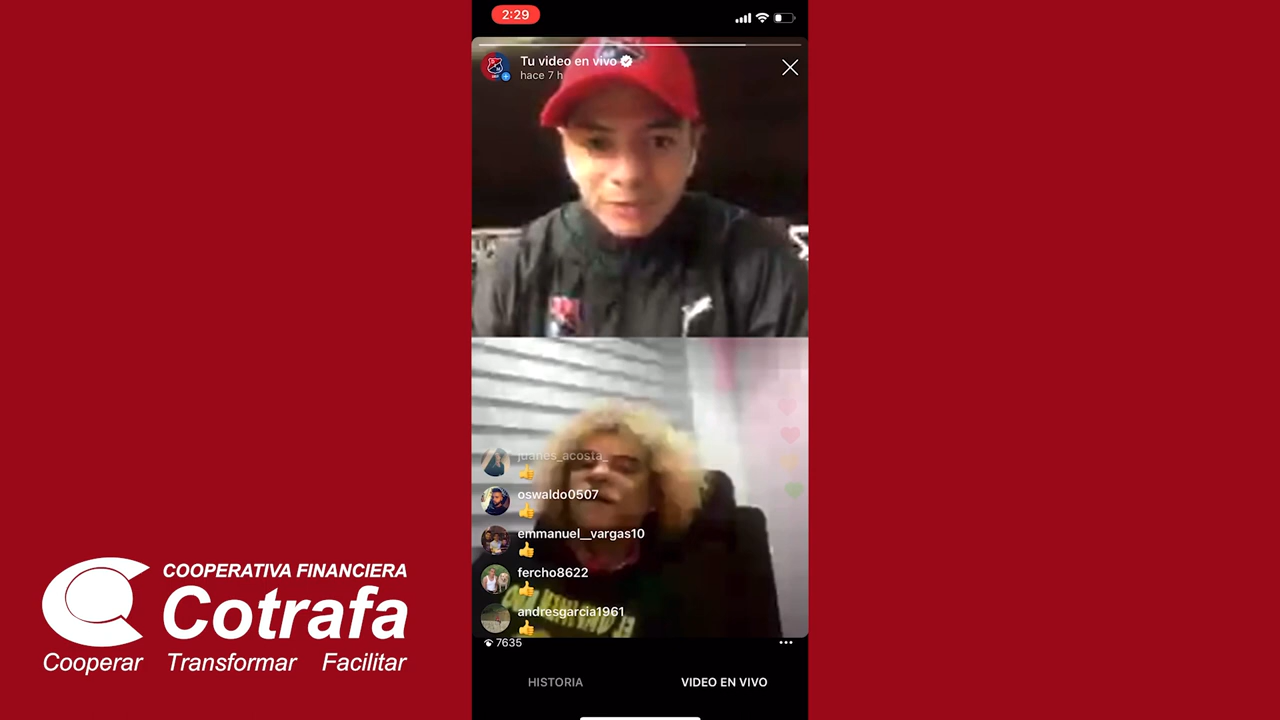 2:29
Tu video en vivo
hace 7 h
juanes_acosta_
oswaldo0507
emmanuel__vargas10
fercho8622
andresgarcia1961
7635
HISTORIA
VIDEO EN VIVO
COOPERATIVA FINANCIERA
Cotrafa
Cooperar Transformar Facilitar